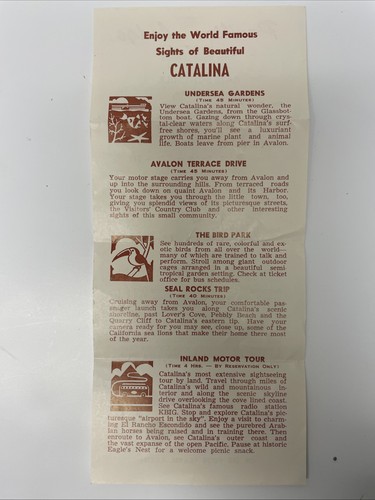 Enjoy the World Famous
Sights of Beautiful
CATALINA
UNDERSEA GARDENS
(TIME 45 MINUTES)
View Catalina's natural wonder, the
Undersea Gardens, from the Glassbot-
tom boat. Gazing down through crys-
tal-clear waters along Catalina's surf-
free shores, you'll see a luxuriant
growth of marine plant and animal
life. Boats leave from pier in Avalon.
AVALON TERRACE DRIVE
(TIME 45 MINUTES)
Your motor stage carries you away from Avalon and
up into the surrounding hills. From terraced roads
you look down on quaint Avalon and its Harbor.
Your stage takes you through the little town, too,
giving you splendid views of its picturesque streets,
the Visitors' Country Club and other interesting
sights of this small community.
THE BIRD PARK
See hundreds of rare, colorful and ex-
otic birds from all over the world—
many of which are trained to talk and
perform. Stroll among giant outdoor
cages arranged in a beautiful semi-
tropical garden setting. Check at ticket
office for bus schedules.
SEAL ROCKS TRIP
(TIME 40 MINUTES)
Cruising away from Avalon, your comfortable pas-
senger launch takes you along Catalina's scenic
shoreline, past Lover's Cove, Pebbly Beach and the
Quarry Cliff to Catalina's eastern tip. Have your
camera ready for you may see, close up, some of the
California sea lions that make their home there most
of the year.
INLAND MOTOR TOUR
(TIME 4 HRS. — BY RESERVATION ONLY)
Catalina's most extensive sightseeing
tour by land. Travel through miles of
Catalina's wild and mountainous in-
terior and along the scenic skyline
drive overlooking the cove lined coast.
See Catalina's famous radio station
KBIG. Stop and explore Catalina's pic-
turesque "airport in the sky". Enjoy a visit to charm-
ing El Rancho Escondido and see the purebred Arab-
ian horses being raised and in training there. Then
enroute to Avalon, see Catalina's outer coast and
the vast expanse of the open Pacific. Pause at historic
Eagle's Nest for a welcome picnic snack.